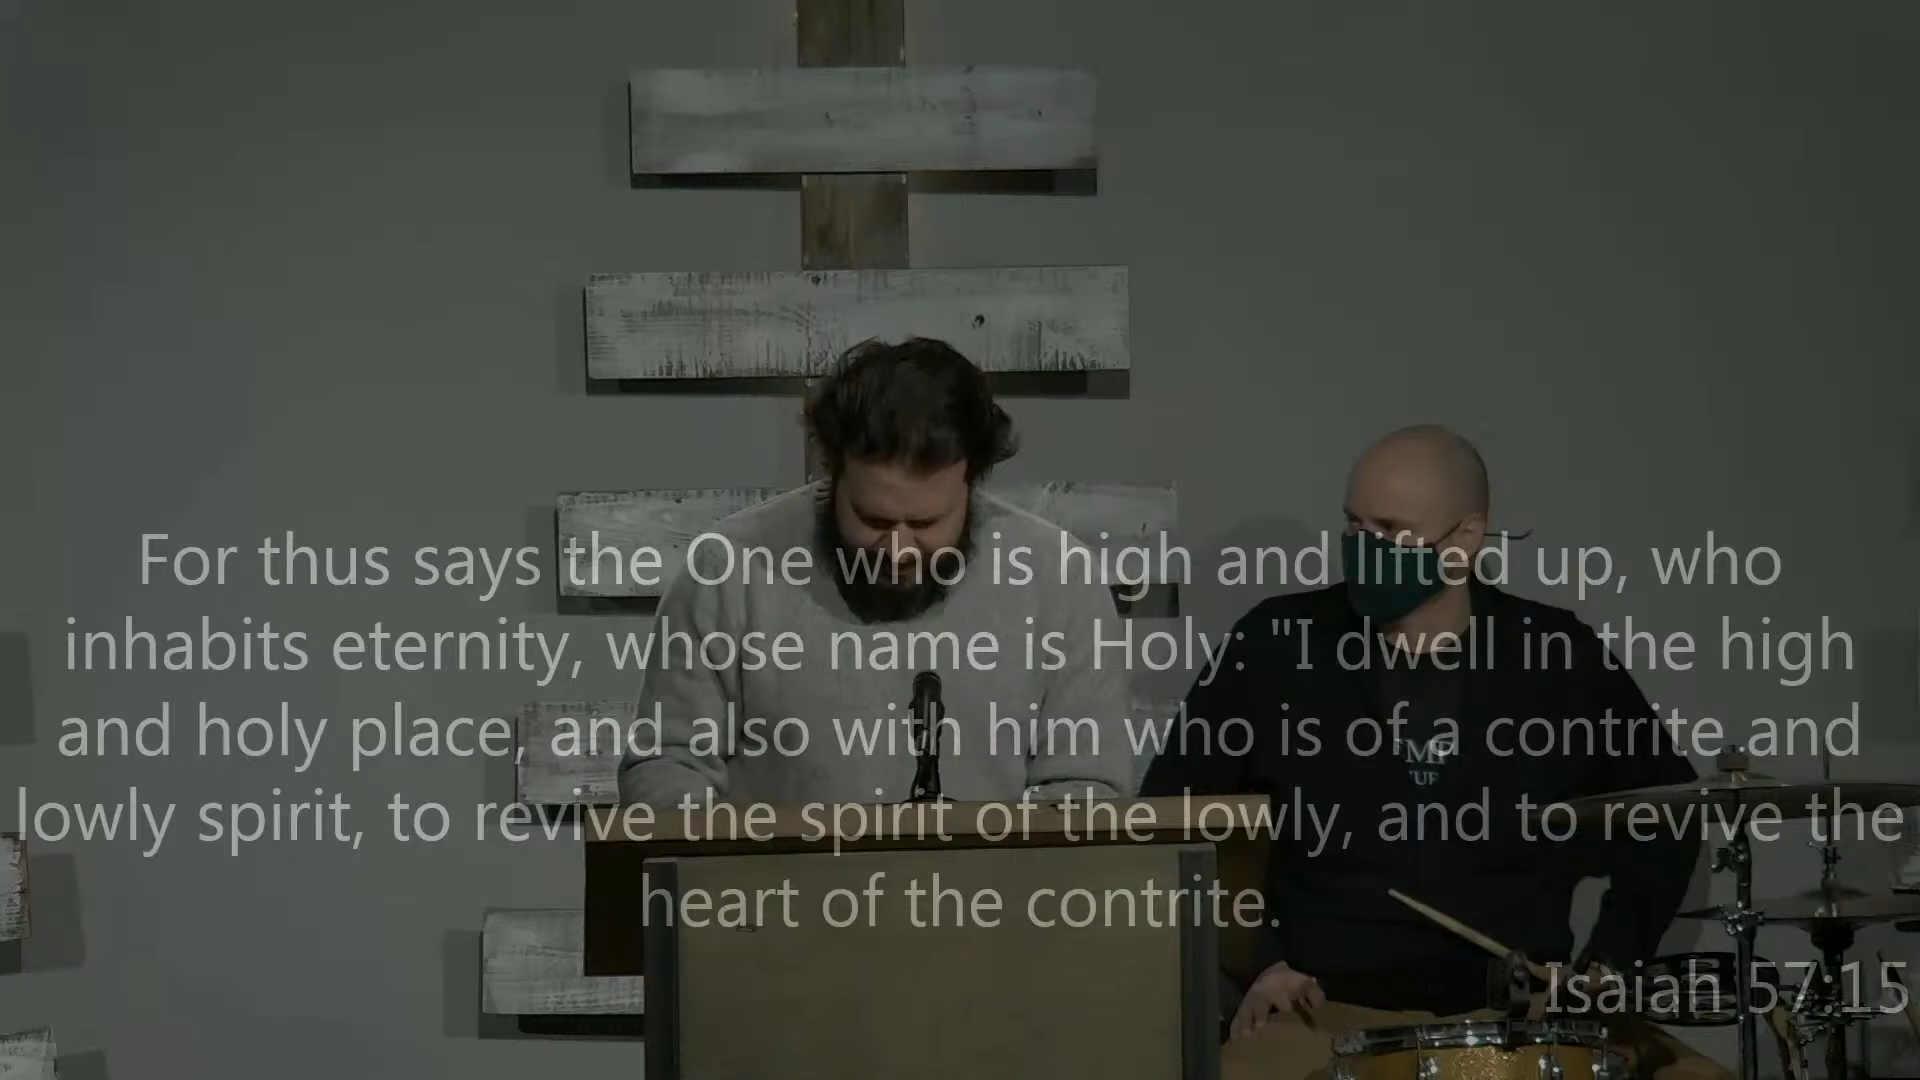 For thus says the One who is high and lifted up, who
inhabits eternity, whose name is Holy: "I dwell in the high
and holy place, and also with him who is of a contrite and
lowly spirit, to revive the spirit of the lowly, and to revive the
heart of the contrite.
Isaiah 57:15